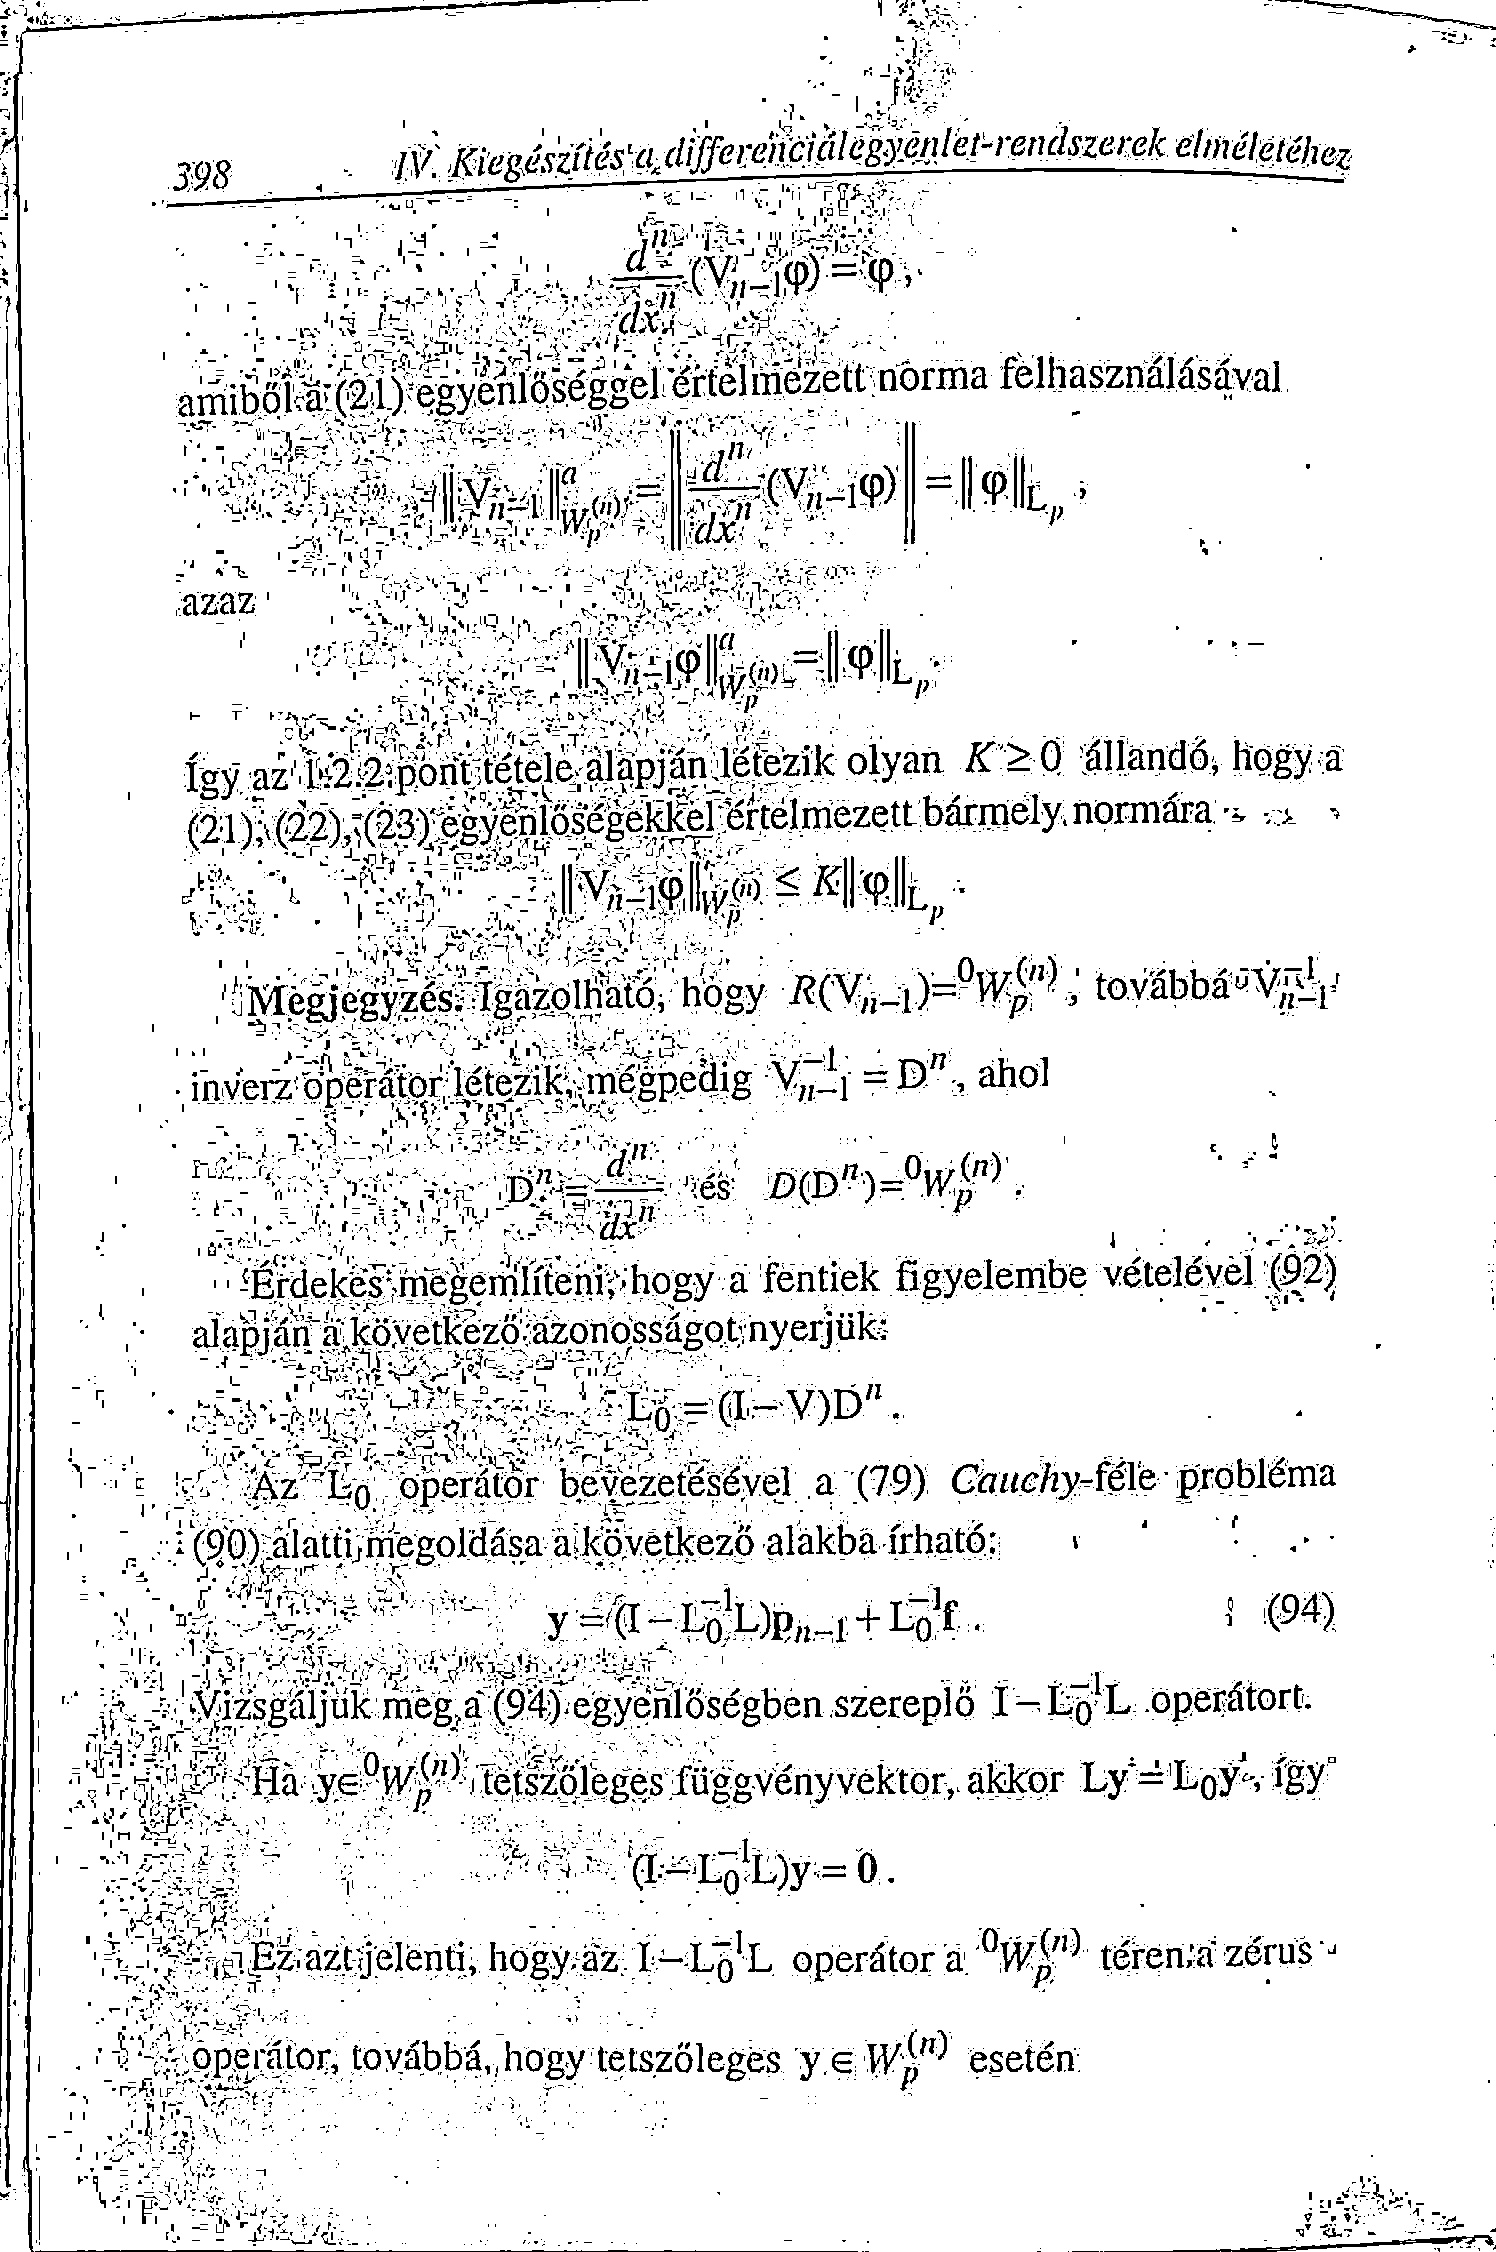 398 IV. Kiegészítés a differenciálegyenlet-rendszerek elméletéhez
$\frac{d^n}{dx^n}(V_{n-1}\varphi)=\varphi$,
amiből a (21) egyenlőséggel értelmezett norma felhasználásával
$\|V_{n-1}\|^a_{W_p^{(n)}}=\left\|\frac{d^n}{dx^n}(V_{n-1}\varphi)\right\|=\|\varphi\|_{L_p}$,
azaz
$\|V_{n-1}\varphi\|^a_{W_p^{(n)}}=\|\varphi\|_{L_p}$.
Így az I.2.2. pont tétele alapján létezik olyan $K \geq 0$ állandó, hogy a
(21), (22), (23) egyenlőségekkel értelmezett bármely normára
$\|V_{n-1}\varphi\|_{W_p^{(n)}} \leq K\|\varphi\|_{L_p}$.
Megjegyzés. Igazolható, hogy $R(V_{n-1})={}^0W_p^{(n)}$, továbbá $V_{n-1}^{-1}$
inverz operátor létezik, mégpedig $V_{n-1}^{-1}=D^n$, ahol
$D^n=\frac{d^n}{dx^n}$ és $D(D^n)={}^0W_p^{(n)}$.
Érdekes megemlíteni, hogy a fentiek figyelembe vételével (92)
alapján a következő azonosságot nyerjük:
$L_0=(I-V)D^n$.
Az $L_0$ operátor bevezetésével a (79) Cauchy-féle probléma
(90) alatti megoldása a következő alakba írható:
$y=(I-L_0^{-1}L)p_{n-1}+L_0^{-1}f$. (94)
Vizsgáljuk meg a (94) egyenlőségben szereplő $I-L_0^{-1}L$ operátort.
Ha $y\in{}^0W_p^{(n)}$ tetszőleges függvényvektor, akkor $Ly=L_0y$, így
$(I-L_0^{-1}L)y=0$.
Ez azt jelenti, hogy az $I-L_0^{-1}L$ operátor a ${}^0W_p^{(n)}$ téren a zérus
operátor, továbbá, hogy tetszőleges $y\in W_p^{(n)}$ esetén